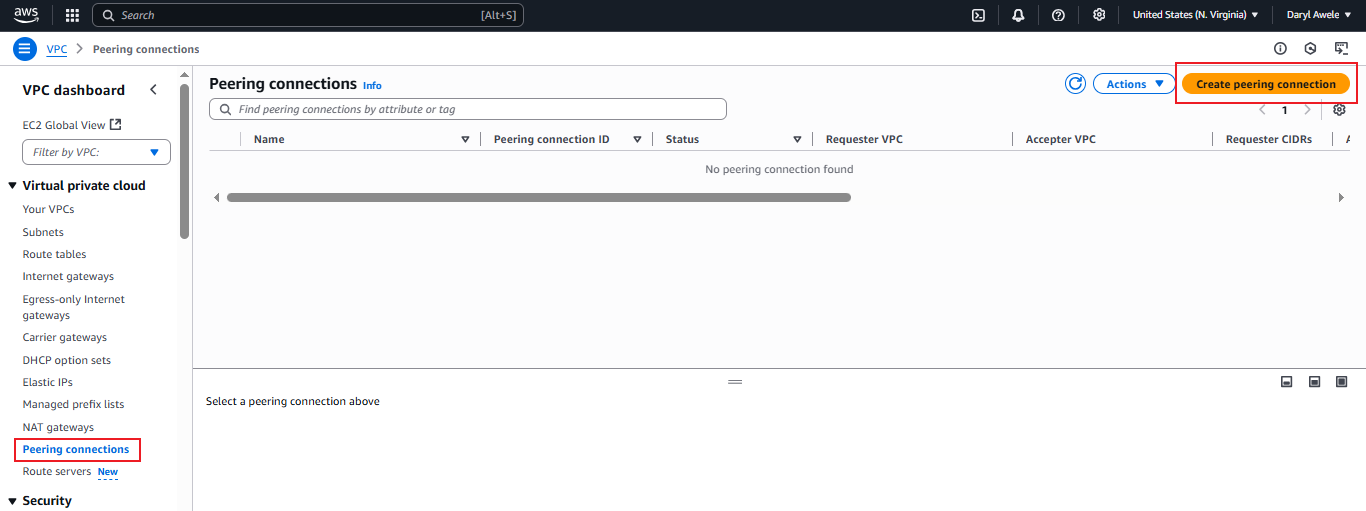 aws
Search [Alt+S]
United States (N. Virginia) Daryl Awele
VPC Peering connections
VPC dashboard
EC2 Global View
Filter by VPC:
Virtual private cloud
Your VPCs
Subnets
Route tables
Internet gateways
Egress-only Internet
gateways
Carrier gateways
DHCP option sets
Elastic IPs
Managed prefix lists
NAT gateways
Peering connections
Route servers New
Security
Peering connections Info
Actions
Create peering connection
Find peering connections by attribute or tag
1
Name Peering connection ID Status Requester VPC Accepter VPC Requester CIDRs
No peering connection found
Select a peering connection above